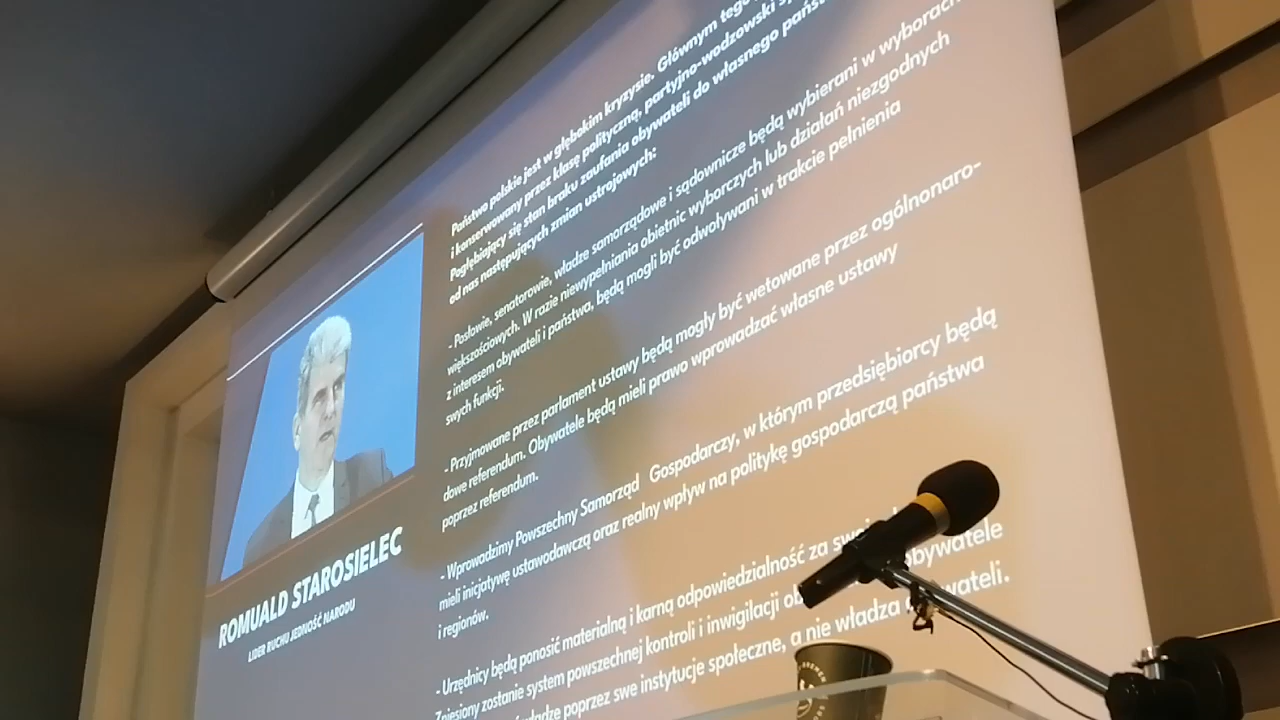 Państwo polskie jest w głębokim kryzysie. Głównym tego
i konserwowany przez klasę polityczną, partyjno-wodzowski
Pogłębiający się stan braku zaufania obywateli do własnego
od nas następujących zmian ustrojowych:
- Posłowie, senatorowie, władze samorządowe i sądownicze będą wybierani w wyborach
większościowych. W razie niewypełniania obietnic wyborczych lub działań niezgodnych
z interesem obywateli i państwa, będą mogli być odwoływani w trakcie pełnienia
swych funkcji.
- Przyjmowane przez parlament ustawy będą mogły być wetowane przez ogólnonaro-
dowe referendum. Obywatele będą mieli prawo wprowadzać własne ustawy
poprzez referendum.
- Wprowadzimy Powszechny Samorząd Gospodarczy, w którym przedsiębiorcy będą
mieli inicjatywę ustawodawczą oraz realny wpływ na politykę gospodarczą państwa
i regionów.
- Urzędnicy będą ponosić materialną i karną odpowiedzialność za
Zniesiony zostanie system powszechnej kontroli i inwigilacji obywatele
władzę poprzez swe instytucje społeczne, a nie władza
ROMUALD STAROSIELEC
LIDER RUCHU JEDNOŚĆ NARODU